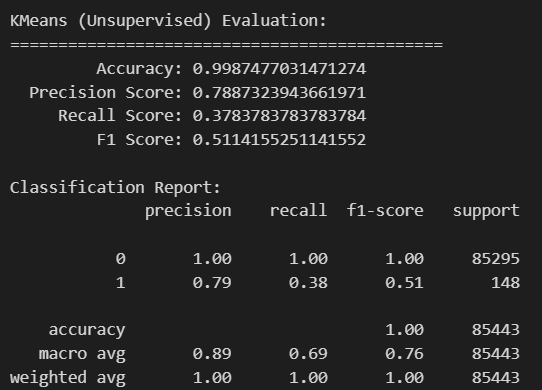 KMeans (Unsupervised) Evaluation:
=============================================
Accuracy: 0.9987477031471274
Precision Score: 0.7887323943661971
Recall Score: 0.3783783783783784
F1 Score: 0.5114155251141552
Classification Report:
precision recall f1-score support
0 1.00 1.00 1.00 85295
1 0.79 0.38 0.51 148
accuracy 1.00 85443
macro avg 0.89 0.69 0.76 85443
weighted avg 1.00 1.00 1.00 85443